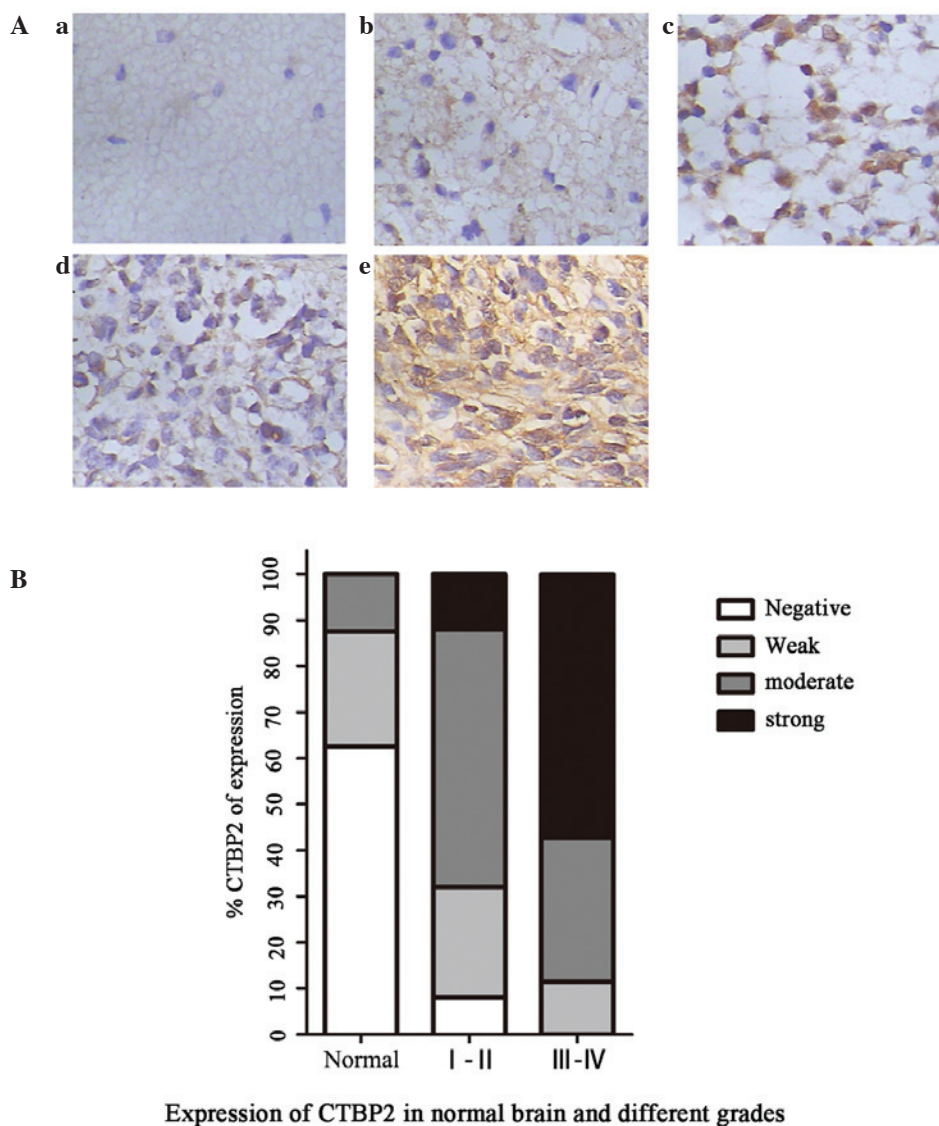 A a b c
d e
B
% CTBP2 of expression
100
90
80
70
60
50
40
30
20
10
0
Negative
Weak
moderate
strong
Normal I - II III - IV
Expression of CTBP2 in normal brain and different grades